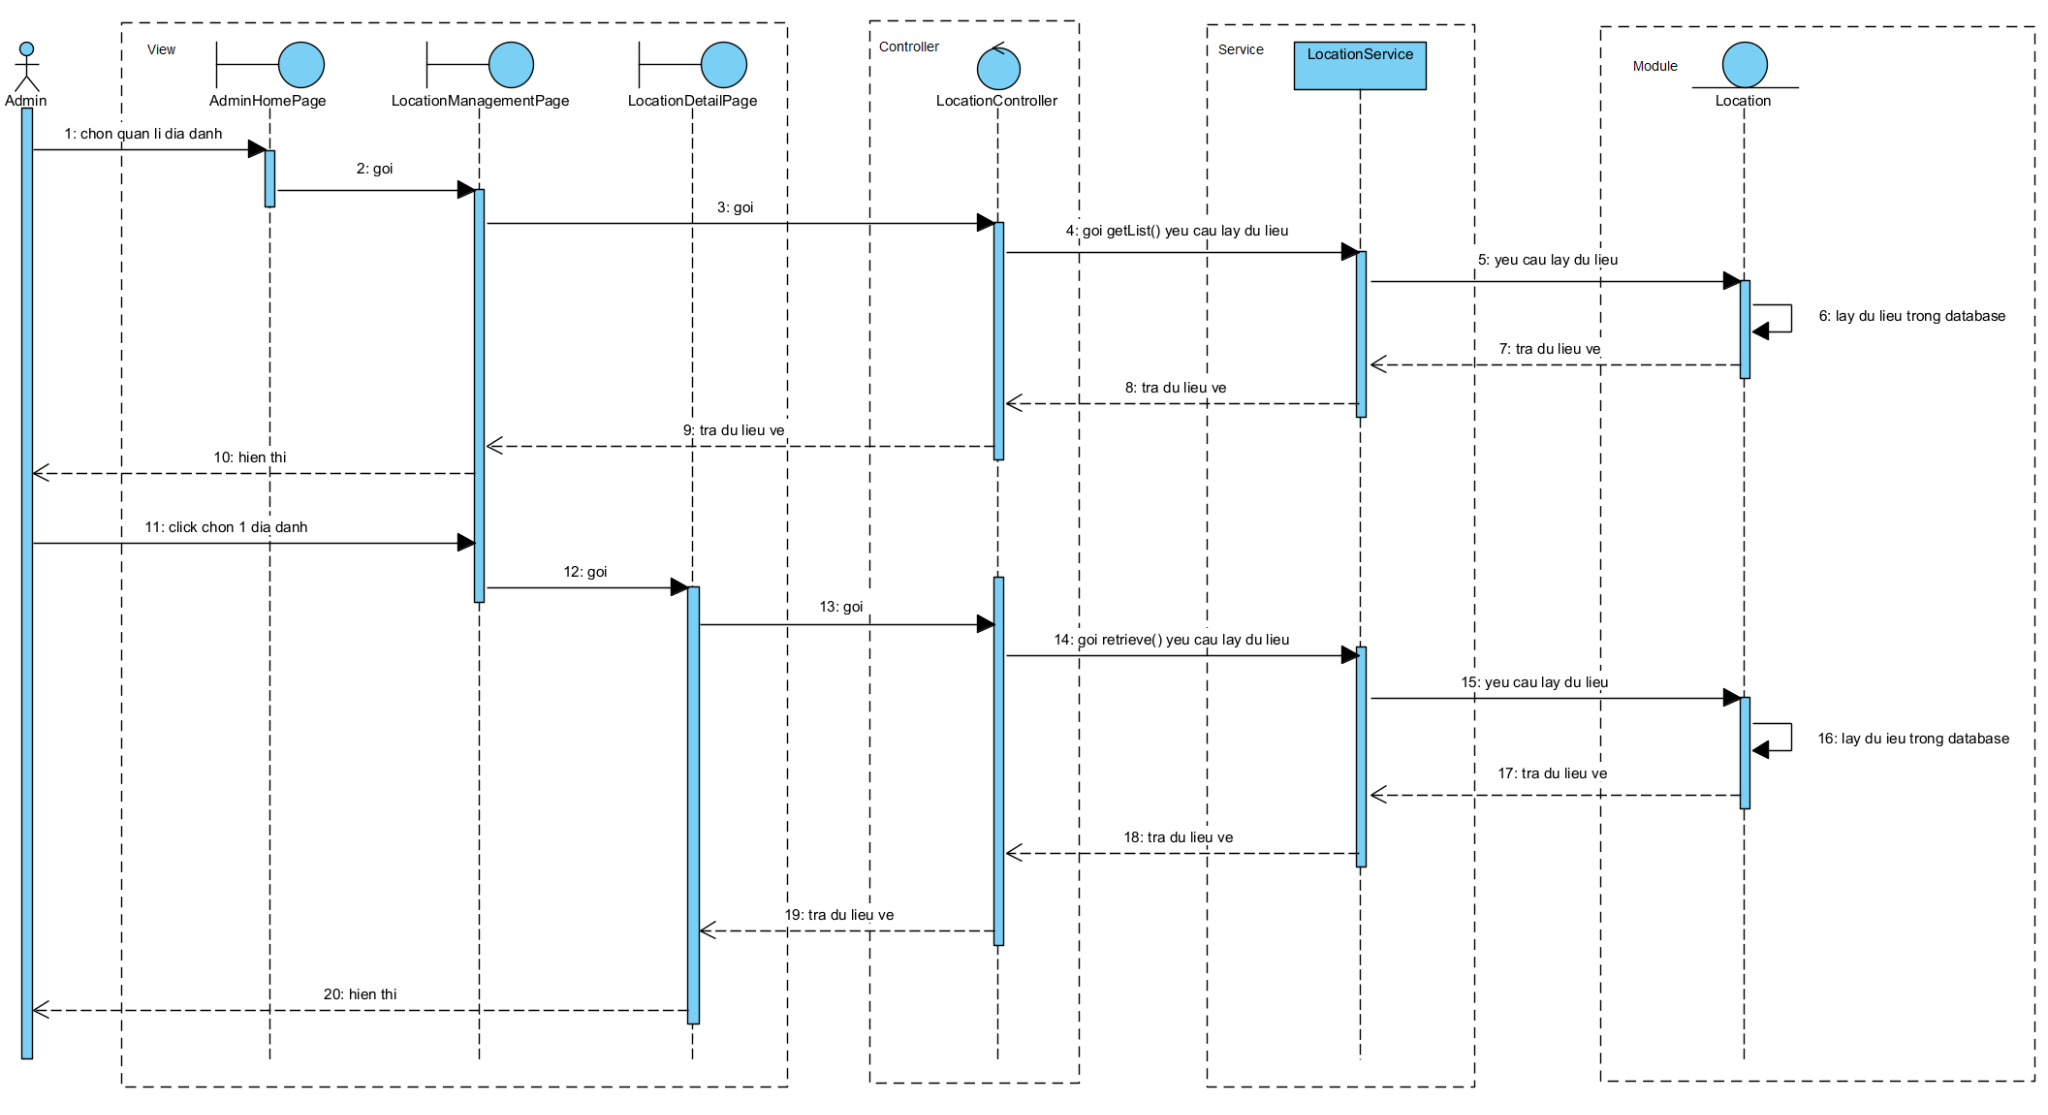 View
Controller
Service
Module
Admin
AdminHomePage
LocationManagementPage
LocationDetailPage
LocationController
LocationService
Location
1: chon quan li dia danh
2: goi
3: goi
4: goi getList() yeu cau lay du lieu
5: yeu cau lay du lieu
6: lay du lieu trong database
7: tra du lieu ve
8: tra du lieu ve
9: tra du lieu ve
10: hien thi
11: click chon 1 dia danh
12: goi
13: goi
14: goi retrieve() yeu cau lay du lieu
15: yeu cau lay du lieu
16: lay du ieu trong database
17: tra du lieu ve
18: tra du lieu ve
19: tra du lieu ve
20: hien thi